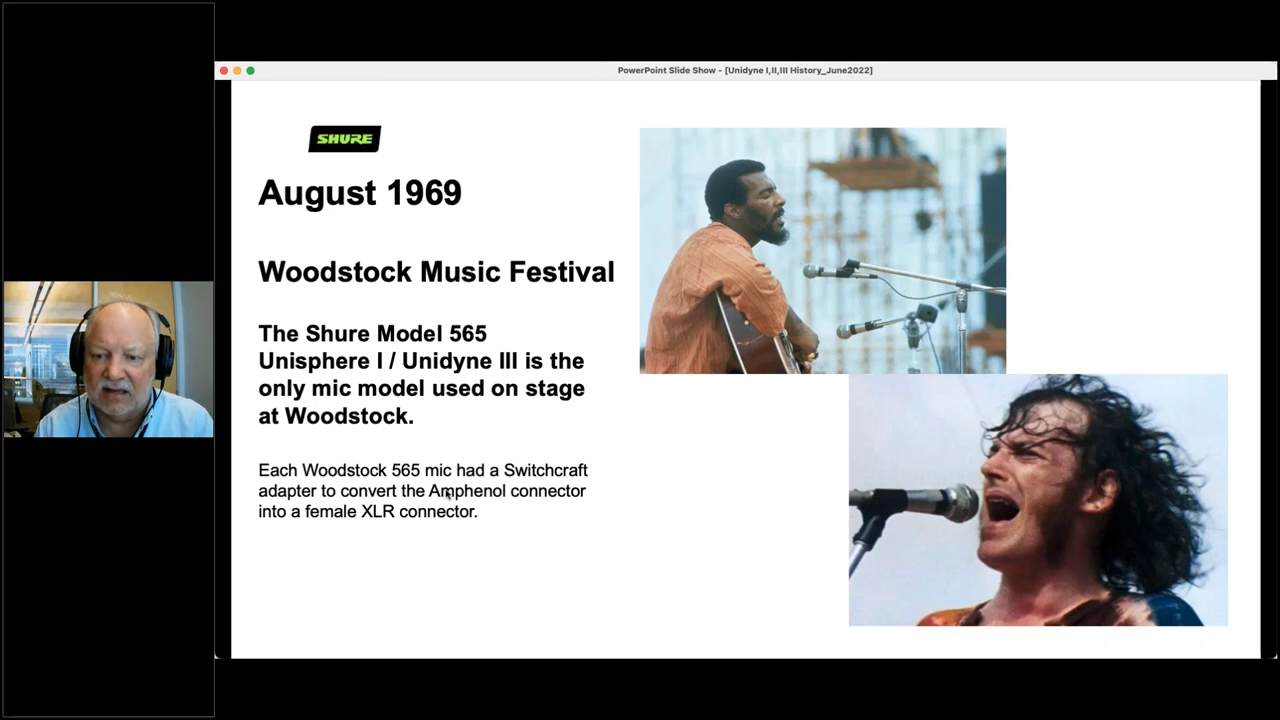 PowerPoint Slide Show - [Unidyne I,II,III History_June2022]
SHURE
August 1969
Woodstock Music Festival
The Shure Model 565
Unisphere I / Unidyne III is the
only mic model used on stage
at Woodstock.
Each Woodstock 565 mic had a Switchcraft
adapter to convert the Amphenol connector
into a female XLR connector.